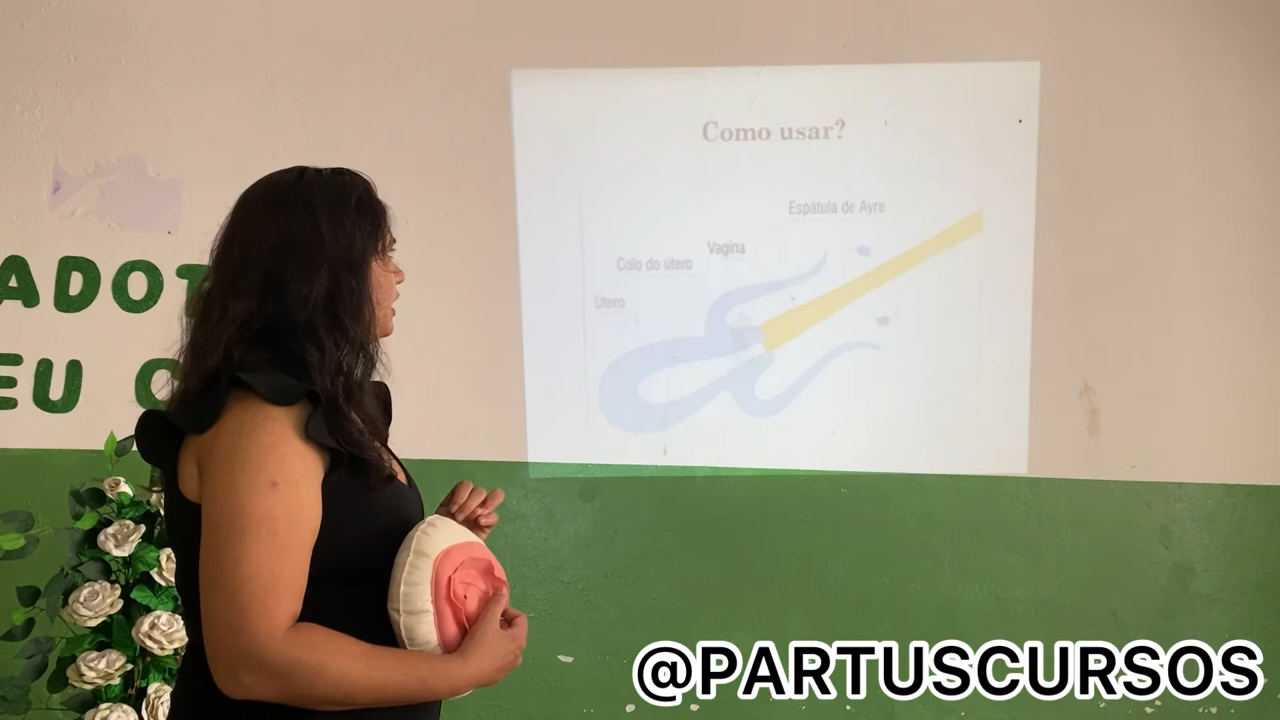 Como usar?
Espátula de Ayre
Vagina
Colo do útero
Útero
ADOT
EU
@PARTUSCURSOS